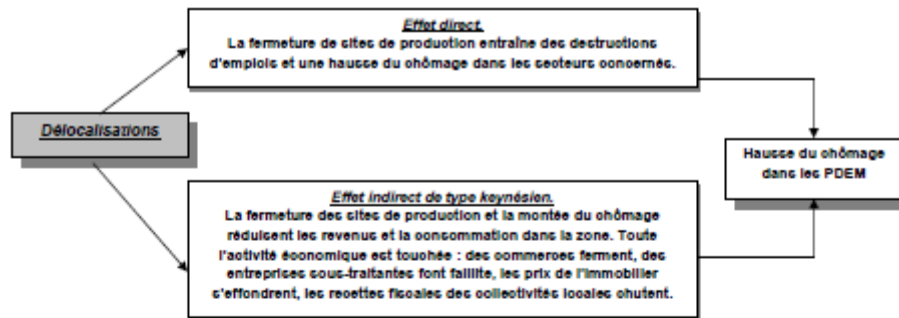 Effet direct.
La fermeture de sites de production entraîne des destructions
d'emplois et une hausse du chômage dans les secteurs concernés.
Délocalisations
Hausse du chômage
dans les PDEM
Effet indirect de type keynésien.
La fermeture des sites de production et la montée du chômage
réduisent les revenus et la consommation dans la zone. Toute
l'activité économique est touchée : des commerces ferment, des
entreprises sous-traitantes font faillite, les prix de l'immobilier
s'effondrent, les recettes fiscales des collectivités locales chutent.